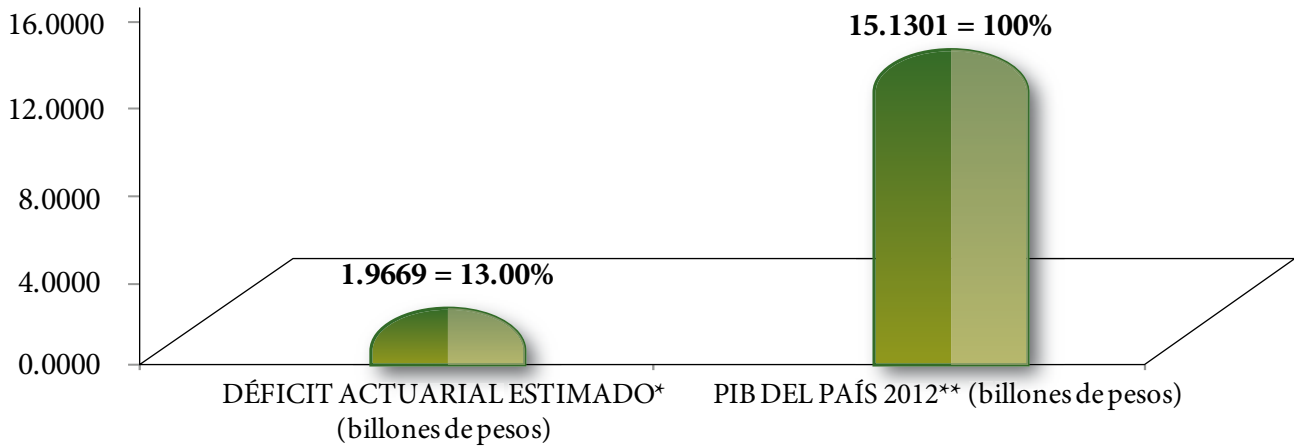 16.0000
12.0000
8.0000
4.0000
0.0000
15.1301 = 100%
1.9669 = 13.00%
DÉFICIT ACTUARIAL ESTIMADO*
(billones de pesos)
PIB DEL PAÍS 2012** (billones de pesos)